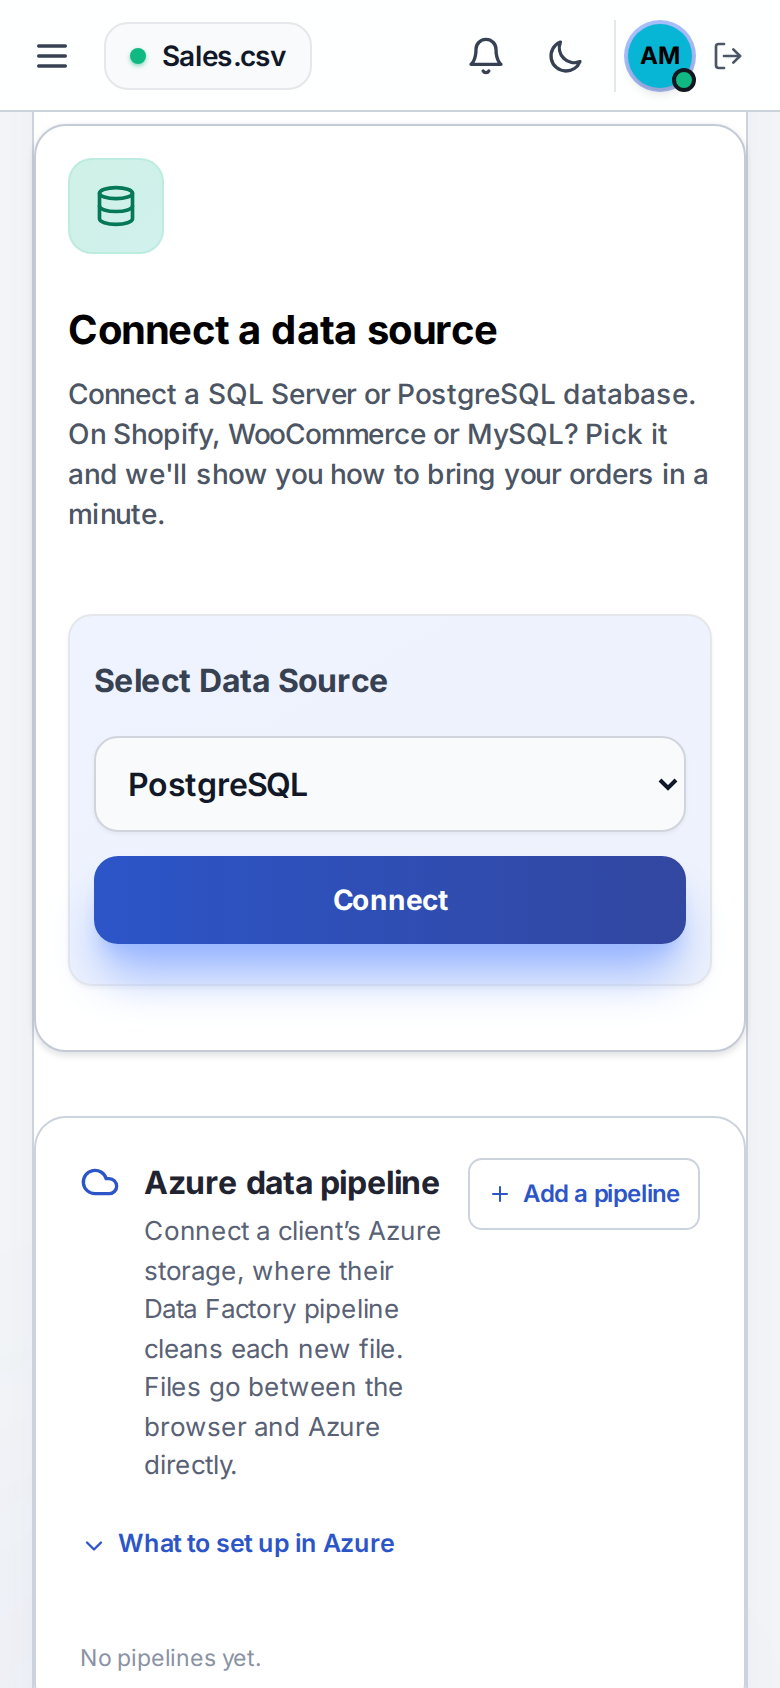 Sales.csv
AM
Connect a data source
Connect a SQL Server or PostgreSQL database.
On Shopify, WooCommerce or MySQL? Pick it
and we'll show you how to bring your orders in a
minute.
Select Data Source
PostgreSQL
Connect
Azure data pipeline
+ Add a pipeline
Connect a client’s Azure
storage, where their
Data Factory pipeline
cleans each new file.
Files go between the
browser and Azure
directly.
What to set up in Azure
No pipelines yet.